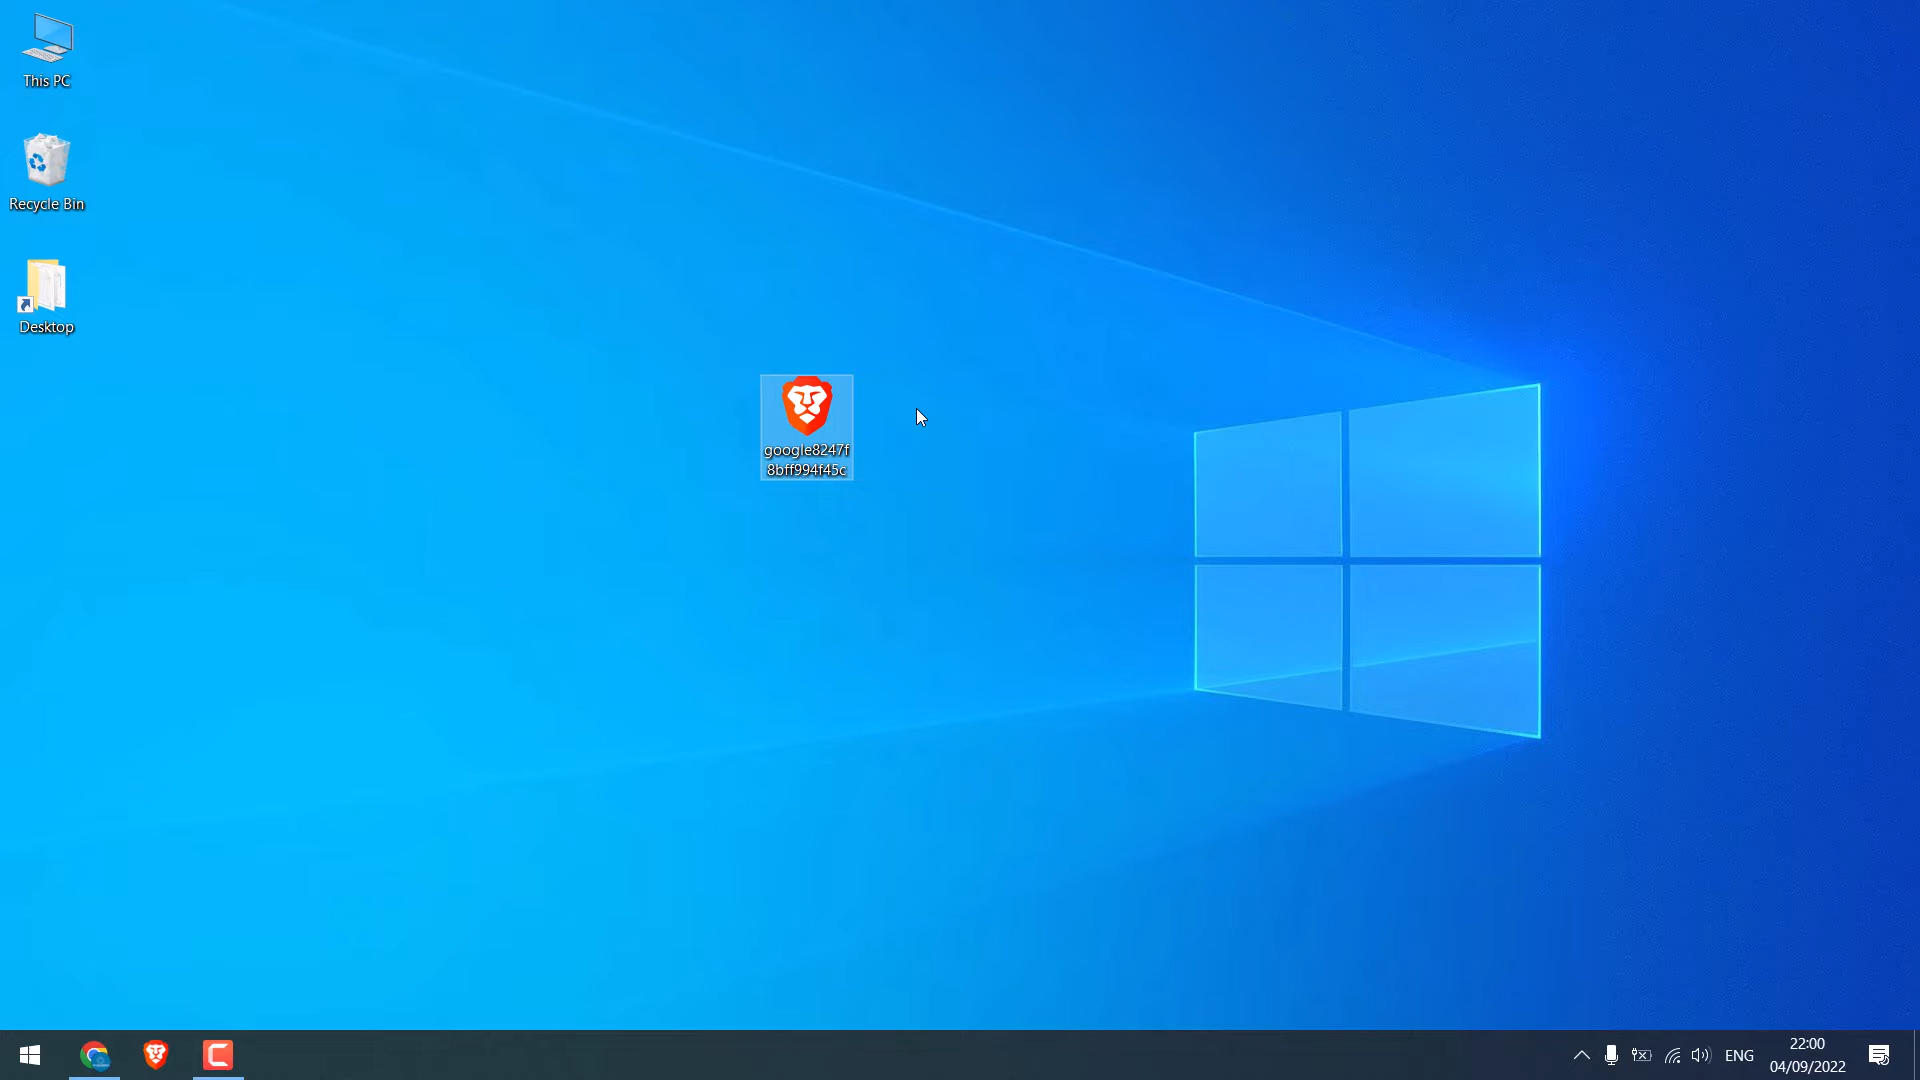 This PC
Recycle Bin
Desktop
google8247f
8bff994f45c
ENG
22:00
04/09/2022